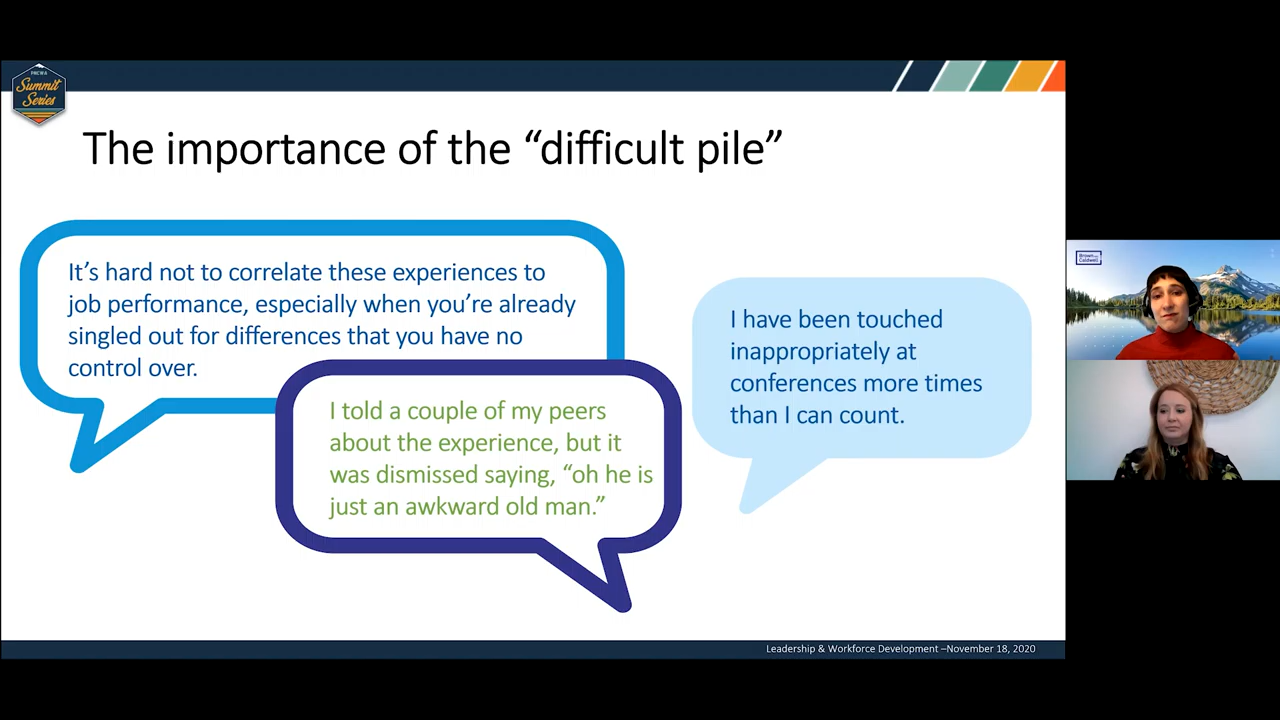 PNCWA
Summit
Series
The importance of the “difficult pile”
It’s hard not to correlate these experiences to
job performance, especially when you’re already
singled out for differences that you have no
control over.
I told a couple of my peers
about the experience, but it
was dismissed saying, “oh he is
just an awkward old man.”
I have been touched
inappropriately at
conferences more times
than I can count.
Brown and
Caldwell
Leadership & Workforce Development –November 18, 2020